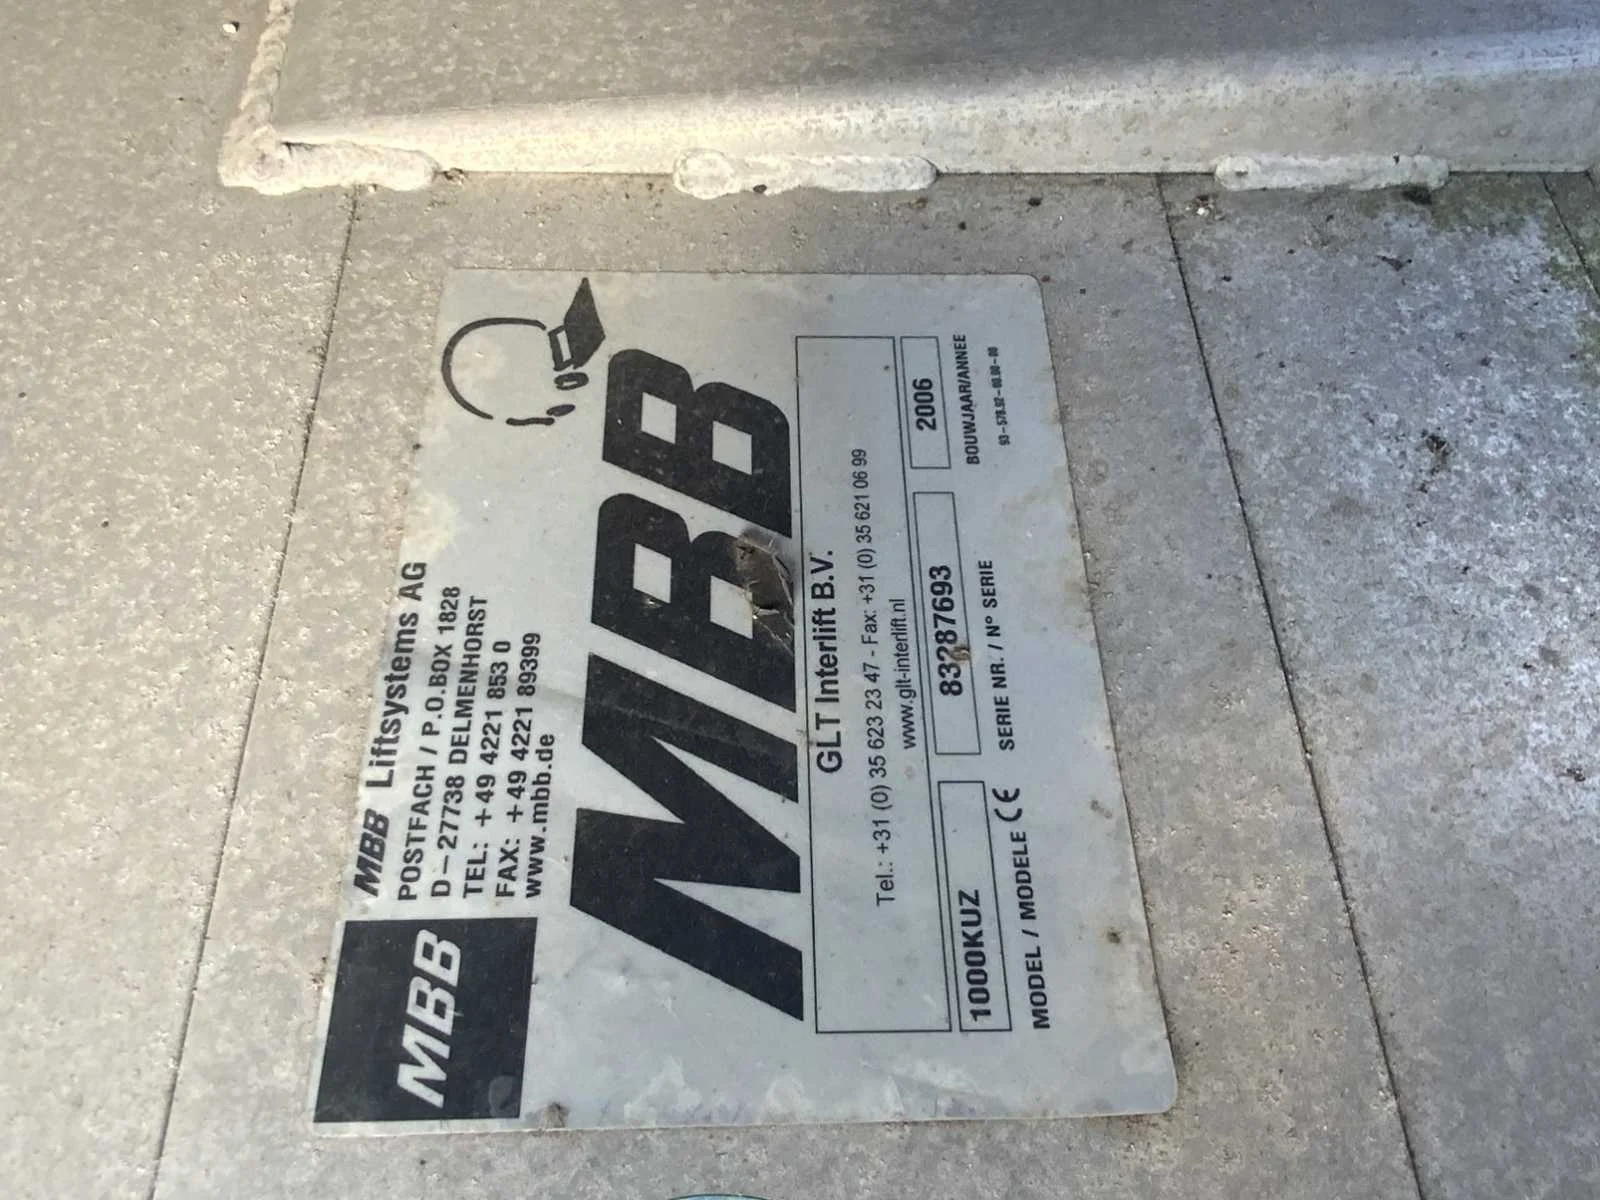 MBB
MBB Liftsystems AG
POSTFACH / P.O.BOX 1828
D-27738 DELMENHORST
TEL: +49 4221 853 0
FAX: +49 4221 89399
www.mbb.de
MBB
GLT Interlift B.V.
Tel.: +31 (0) 35 623 23 47 - Fax: +31 (0) 35 621 06 99
www.glt-interlift.nl
1000KUZ 83287693 2006
MODEL / MODELE CE SERIE NR. / Nº SERIE BOUWJAAR/ANNEE